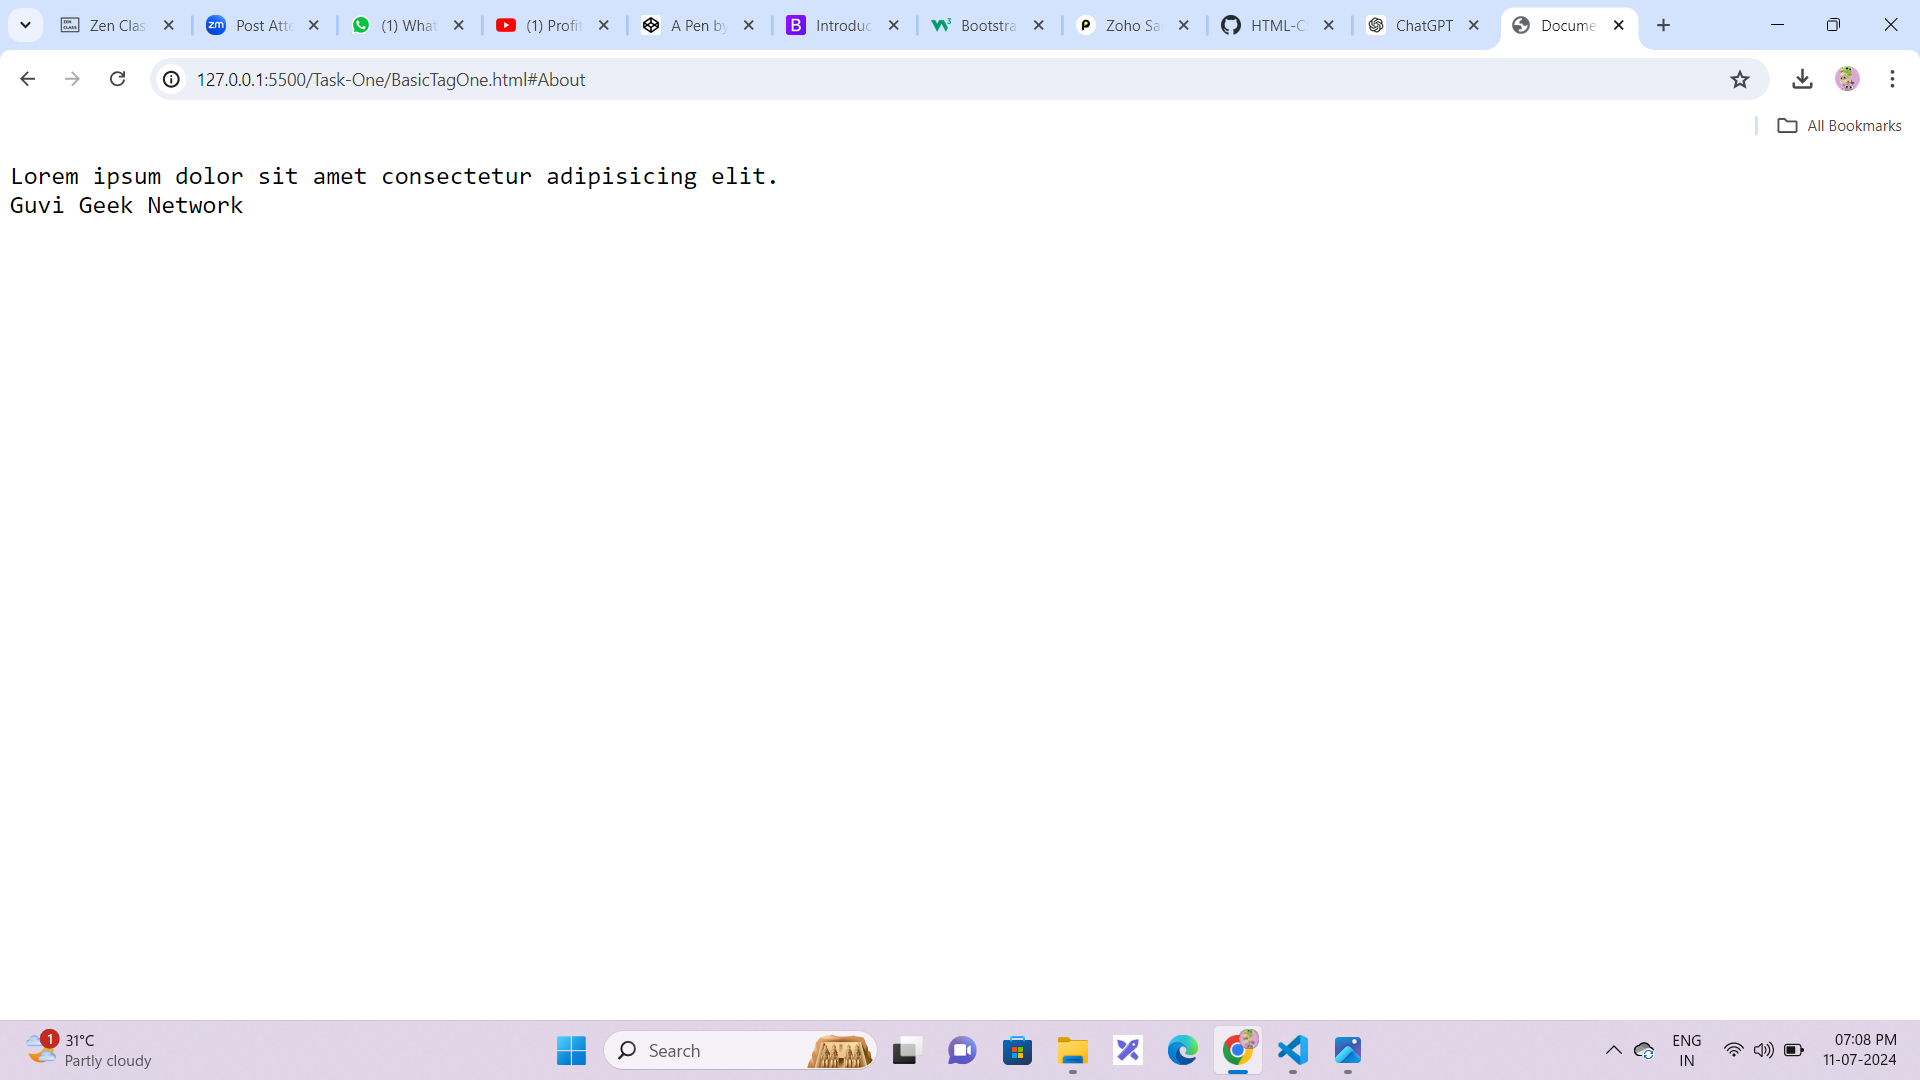 Zen Clas
Post Atte
(1) What
(1) Profit
A Pen by
Introduc
Bootstra
Zoho Sa
HTML-C
ChatGPT
Docume
127.0.0.1:5500/Task-One/BasicTagOne.html#About
All Bookmarks
Lorem ipsum dolor sit amet consectetur adipisicing elit.
Guvi Geek Network
1
31°C
Partly cloudy
Search
ENG
IN
07:08 PM
11-07-2024